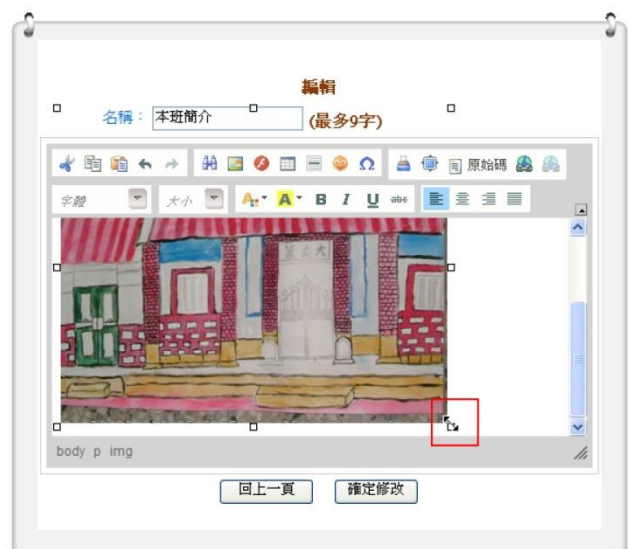 編輯
名稱： 本班簡介 (最多9字)
原始碼
字體 大小 A A B I U abc
body p img
回上一頁 確定修改